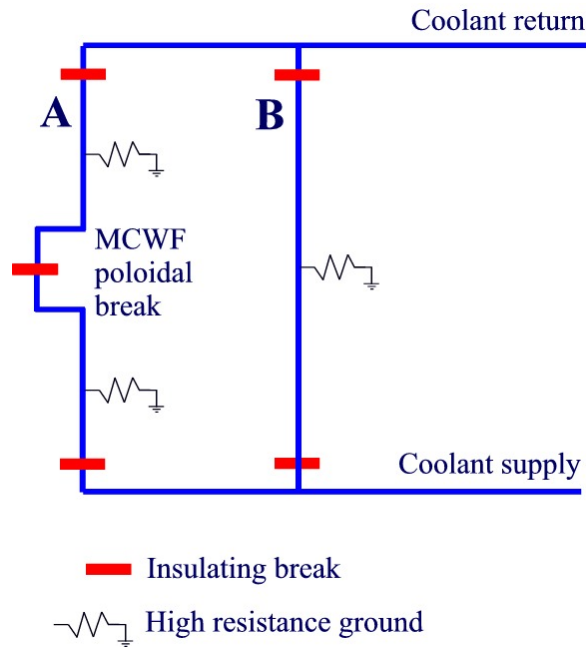 Coolant return
A
B
MCWF
poloidal
break
Coolant supply
Insulating break
High resistance ground